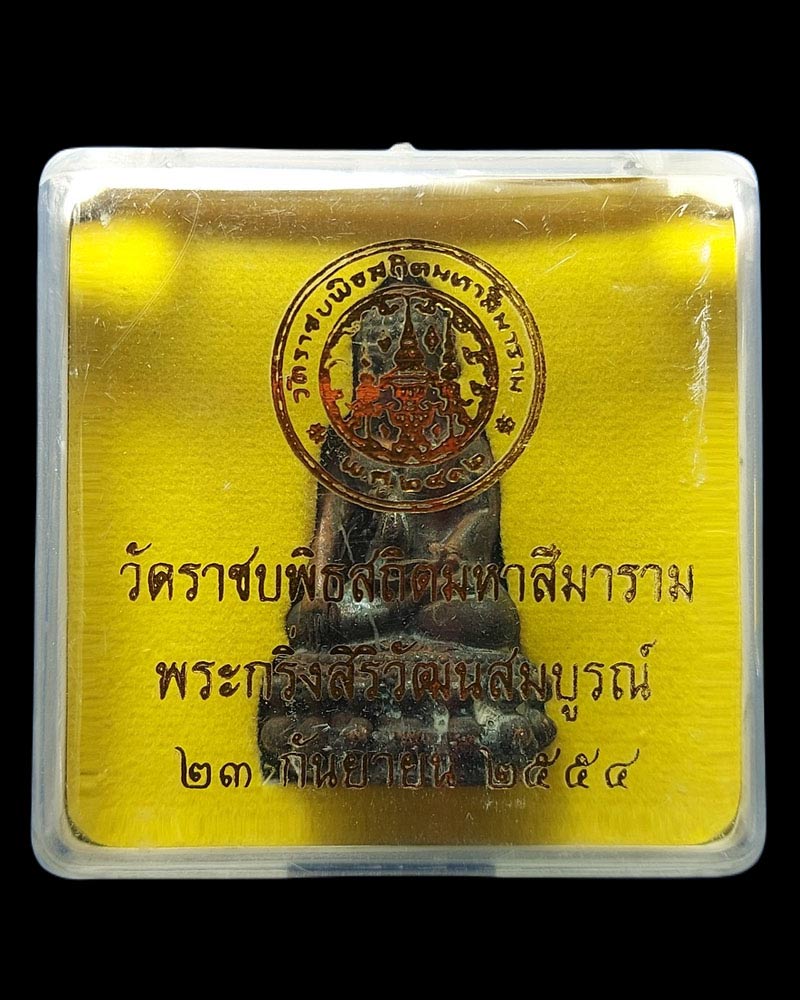 วัดราชบพิธสถิตมหาสีมาราม
พ.ศ.๒๔๑๒
วัดราชบพิธสถิตมหาสีมาราม
พระกริ่งสิริวัฒนสมบูรณ์
๒๓ กันยายน ๒๕๕๔